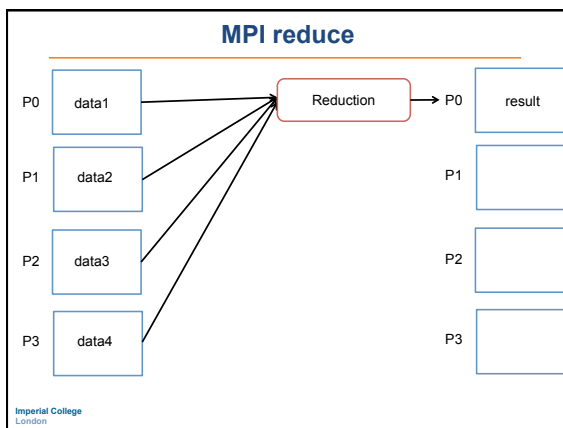 MPI reduce
P0 data1 Reduction P0 result
P1 data2 P1
P2 data3 P2
P3 data4 P3
Imperial College
London